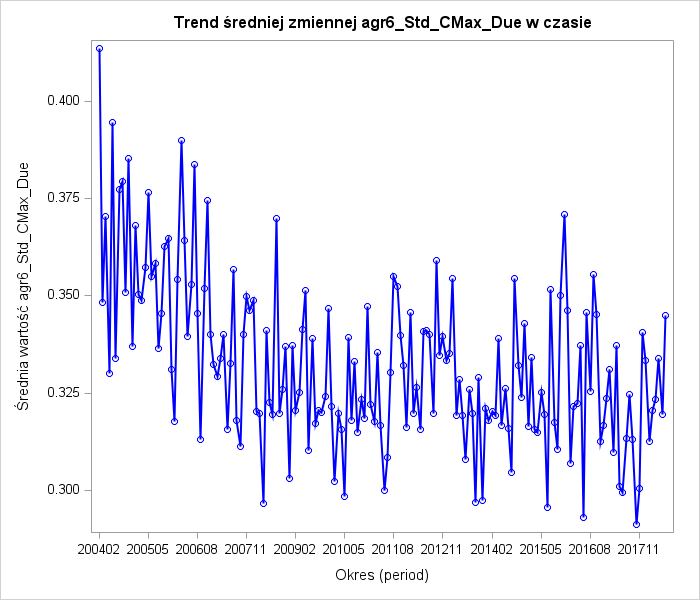 Trend średniej zmiennej agr6_Std_CMax_Due w czasie
Średnia wartość agr6_Std_CMax_Due
0.400
0.375
0.350
0.325
0.300
200402 200505 200608 200711 200902 201005 201108 201211 201402 201505 201608 201711
Okres (period)